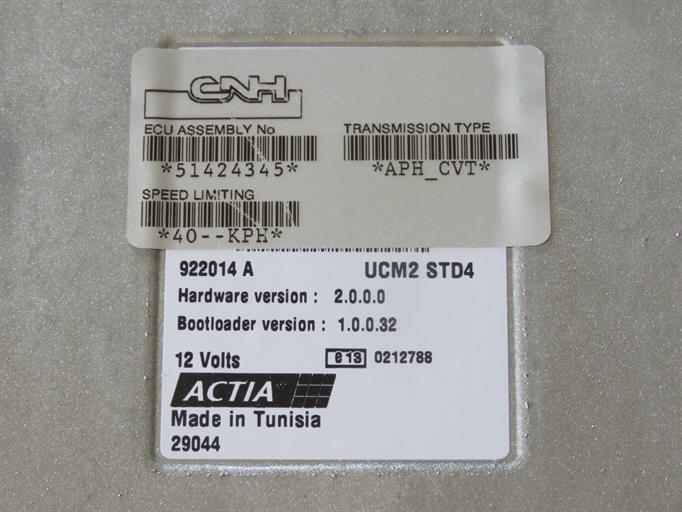 CNH
ECU ASSEMBLY No TRANSMISSION TYPE
*51424345* *APH_CVT*
SPEED LIMITING
*40--KPH*
922014 A UCM2 STD4
Hardware version : 2.0.0.0
Bootloader version : 1.0.0.32
12 Volts e 13 0212788
ACTIA
Made in Tunisia
29044